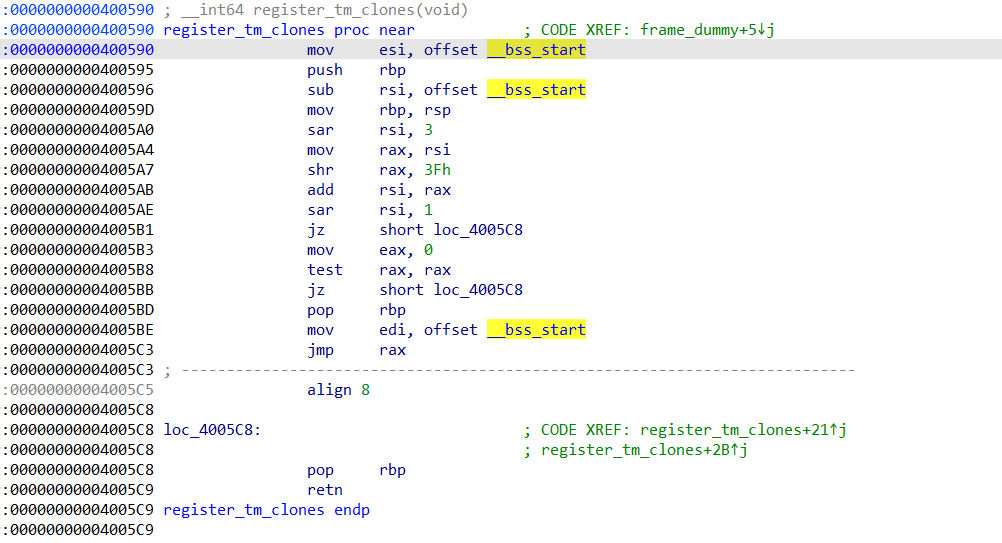 :0000000000400590 ; __int64 register_tm_clones(void)
:0000000000400590 register_tm_clones proc near ; CODE XREF: frame_dummy+5↓j
:0000000000400590 mov esi, offset __bss_start
:0000000000400595 push rbp
:0000000000400596 sub rsi, offset __bss_start
:000000000040059D mov rbp, rsp
:00000000004005A0 sar rsi, 3
:00000000004005A4 mov rax, rsi
:00000000004005A7 shr rax, 3Fh
:00000000004005AB add rsi, rax
:00000000004005AE sar rsi, 1
:00000000004005B1 jz short loc_4005C8
:00000000004005B3 mov eax, 0
:00000000004005B8 test rax, rax
:00000000004005BB jz short loc_4005C8
:00000000004005BD pop rbp
:00000000004005BE mov edi, offset __bss_start
:00000000004005C3 jmp rax
:00000000004005C3 ; ---------------------------------------------------------------------------
:00000000004005C5 align 8
:00000000004005C8
:00000000004005C8 loc_4005C8: ; CODE XREF: register_tm_clones+21↑j
:00000000004005C8 ; register_tm_clones+2B↑j
:00000000004005C8 pop rbp
:00000000004005C9 retn
:00000000004005C9 register_tm_clones endp
:00000000004005C9